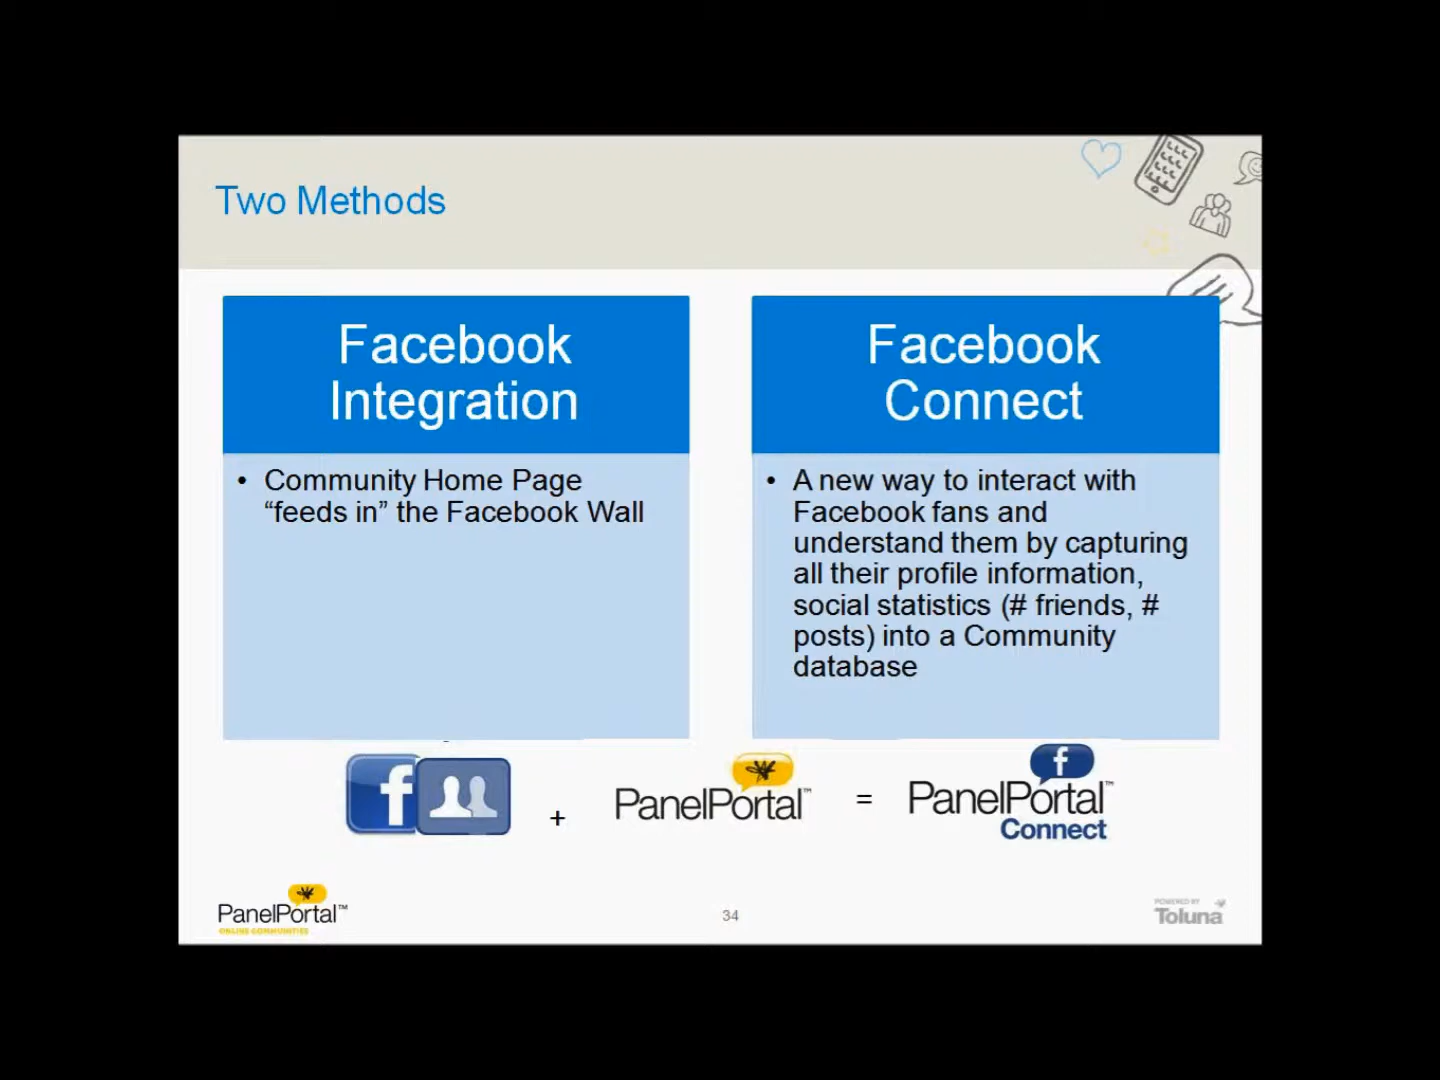 Two Methods
Facebook
Integration
• Community Home Page
“feeds in” the Facebook Wall
Facebook
Connect
• A new way to interact with
Facebook fans and
understand them by capturing
all their profile information,
social statistics (# friends, #
posts) into a Community
database
f
+
PanelPortal™
=
f
PanelPortal™
Connect
PanelPortal™
ONLINE COMMUNITIES
34
POWERED BY
Toluna